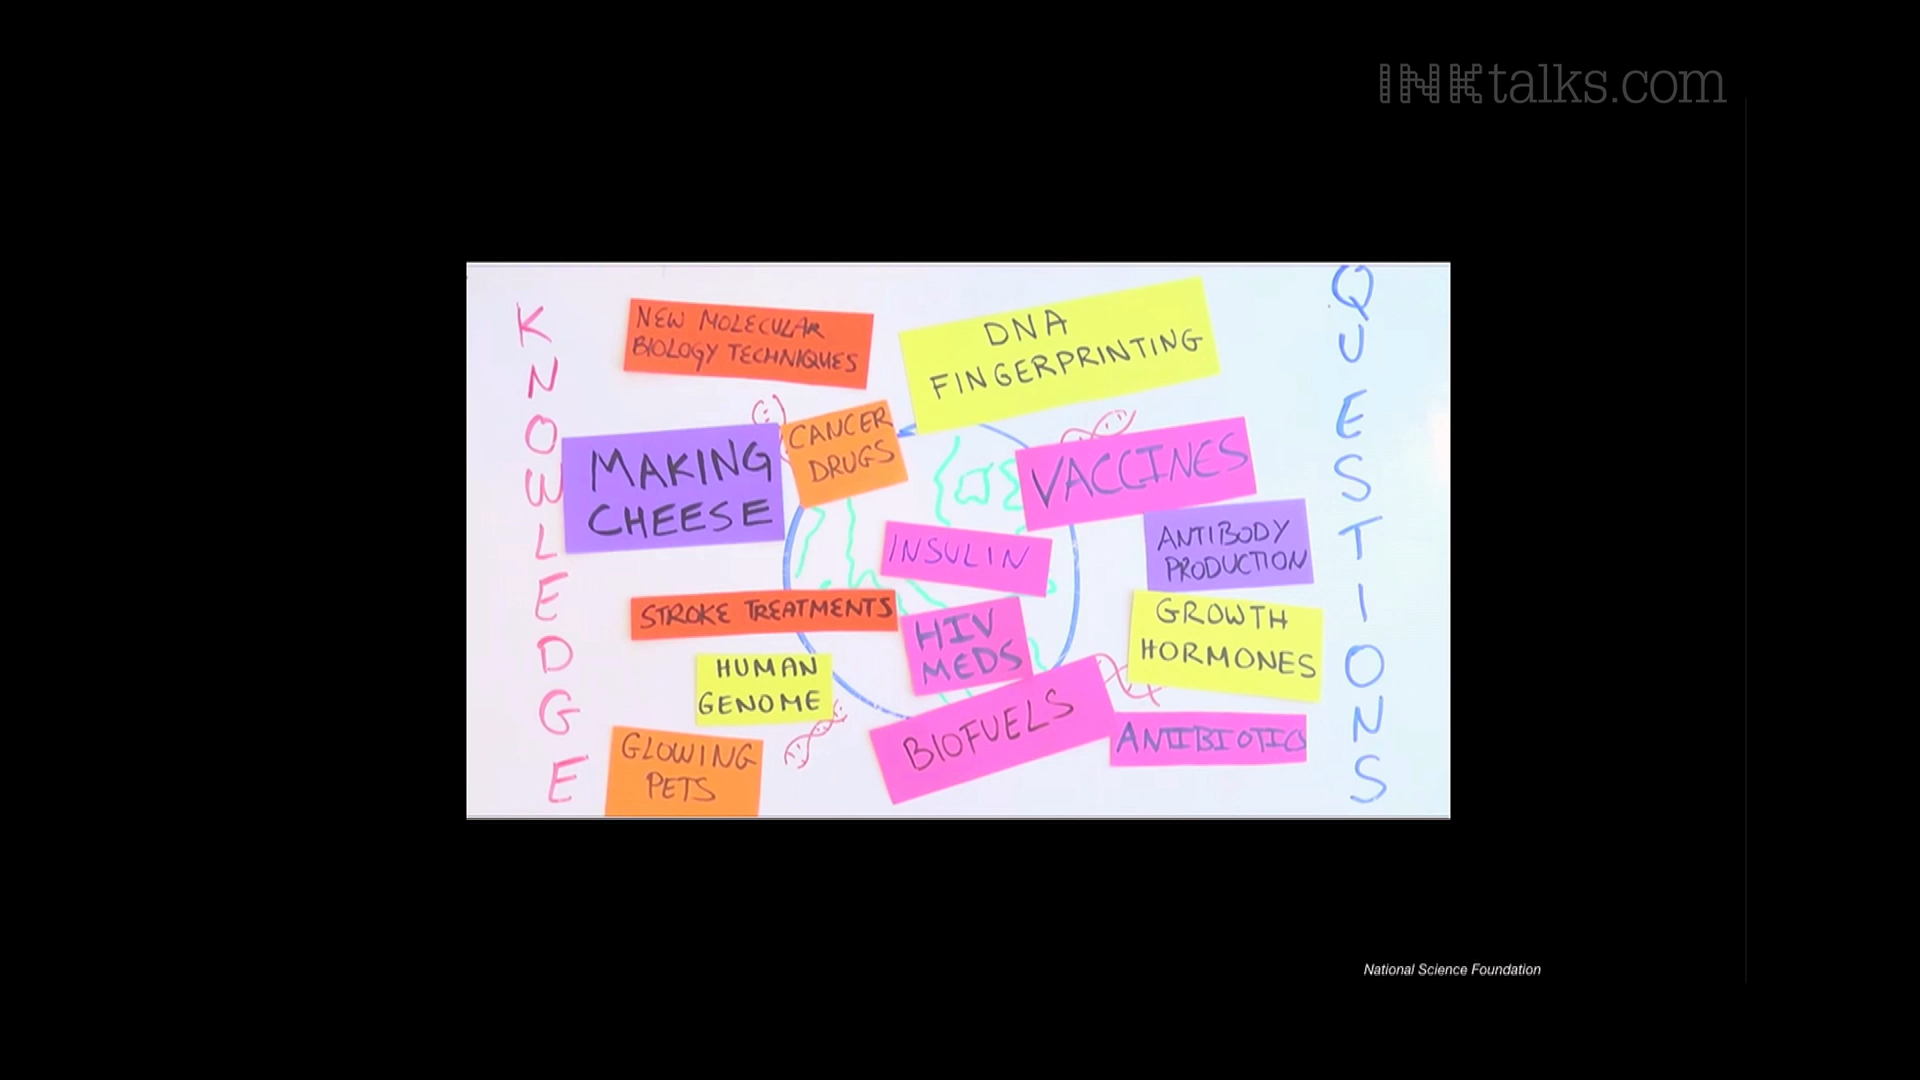 INKtalks.com
KNOWLEDGE
NEW MOLECULAR
BIOLOGY TECHNIQUES
DNA
FINGERPRINTING
CANCER
DRUGS
MAKING
CHEESE
VACCINES
INSULIN
ANTIBODY
PRODUCTION
STROKE TREATMENTS
HIV
MEDS
GROWTH
HORMONES
HUMAN
GENOME
BIOFUELS
ANTIBIOTICS
GLOWING
PETS
QUESTIONS
National Science Foundation